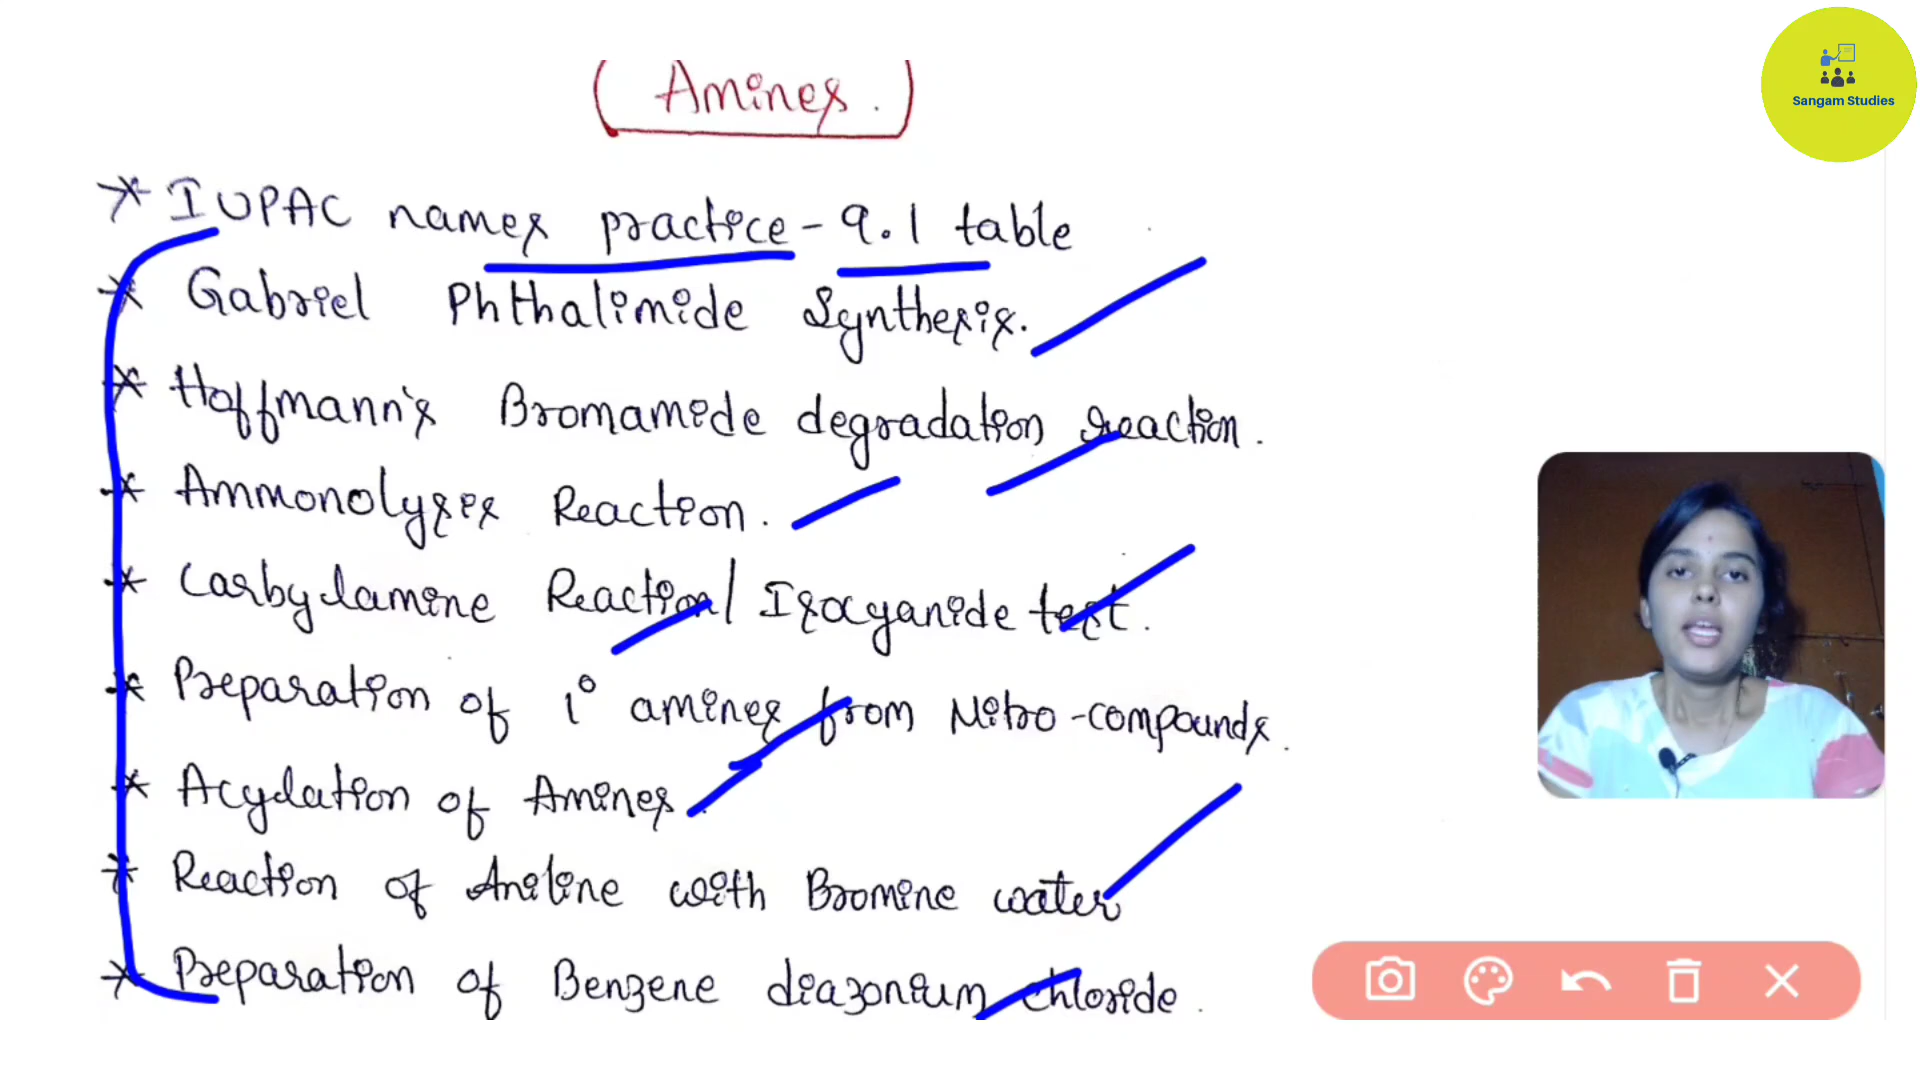 Amines.
Sangam Studies
* IUPAC names practice - 9.1 table
* Gabriel Phthalimide Synthesis.
* Hoffmann's Bromamide degradation reaction.
* Ammonolysis Reaction.
* Carbylamine Reaction / Isocyanide test.
* Preparation of 1° amines from Nitro-compounds.
* Acylation of Amines.
* Reaction of Aniline with Bromine water
* Preparation of Benzene diazonium chloride.